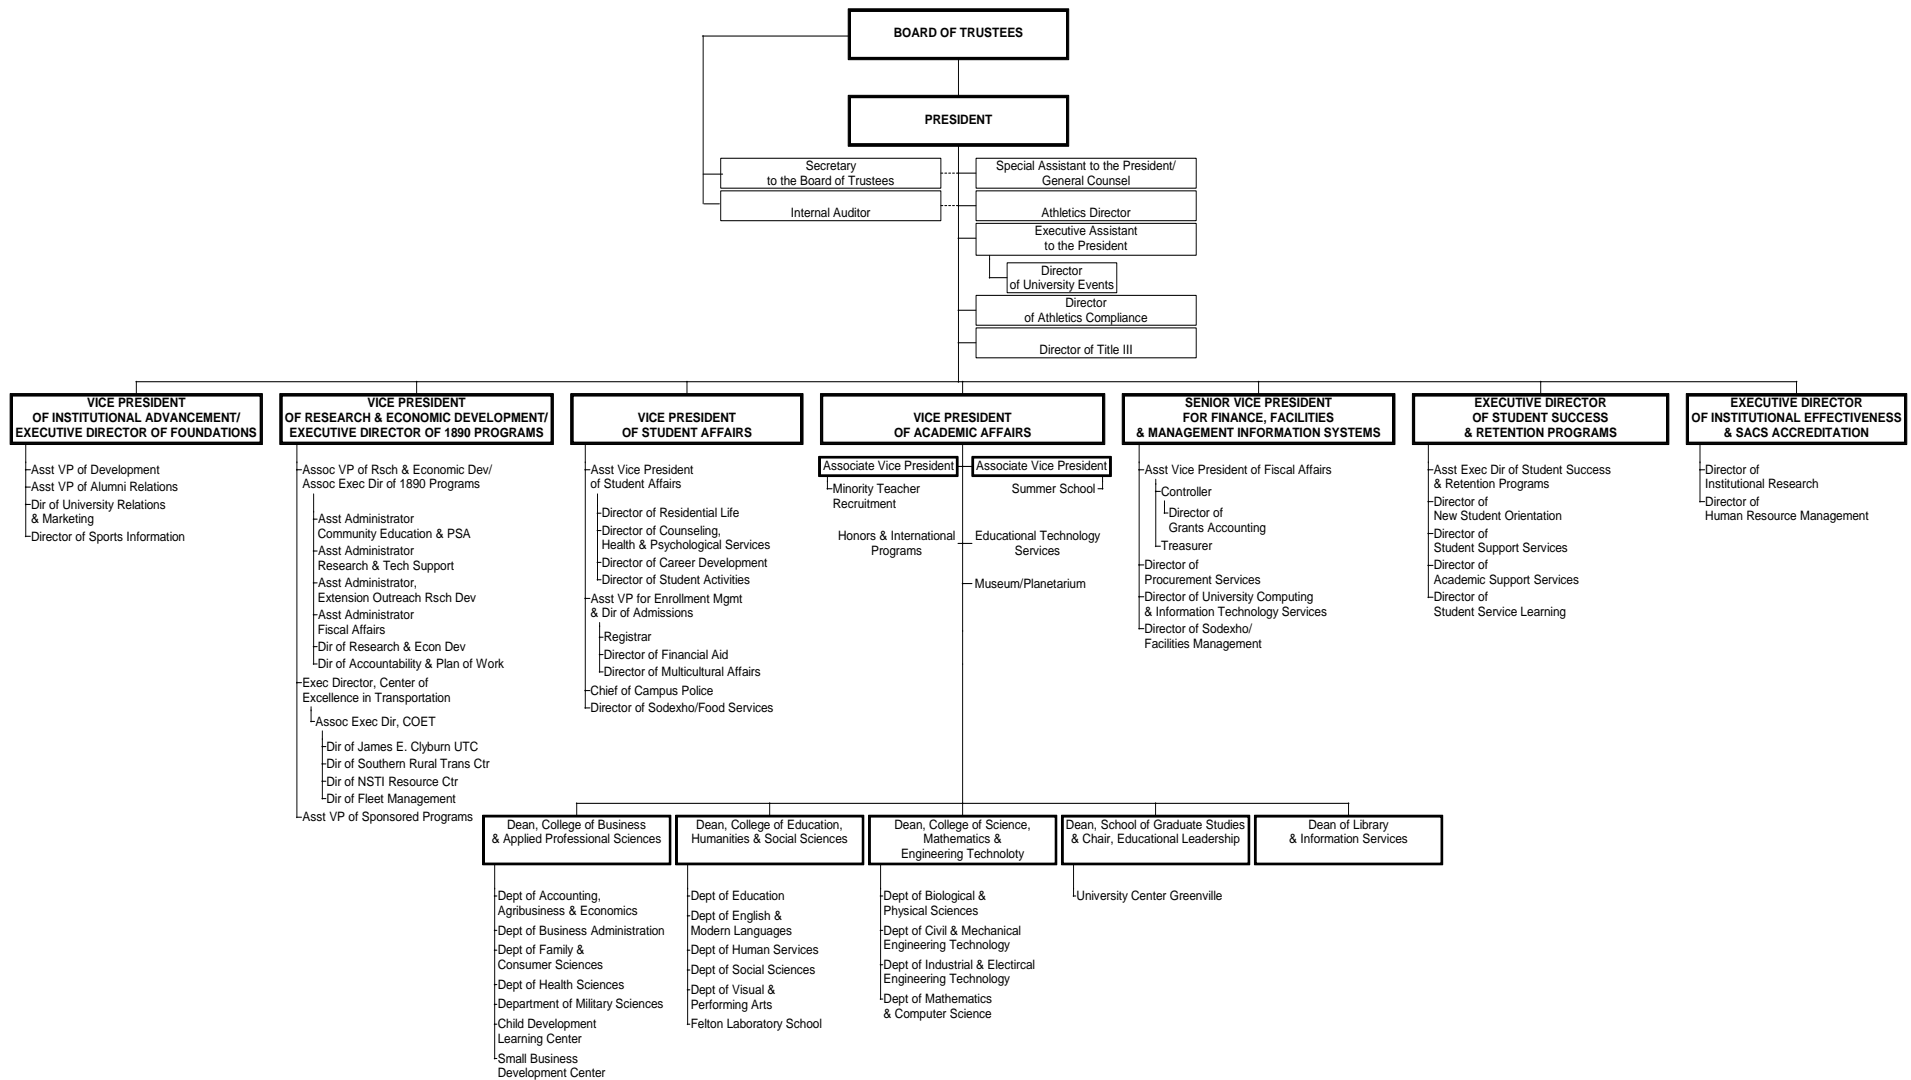 BOARD OF TRUSTEES
PRESIDENT
Secretary
to the Board of Trustees
Special Assistant to the President/
General Counsel
Internal Auditor
Athletics Director
Executive Assistant
to the President
Director
of University Events
Director
of Athletics Compliance
Director of Title III
VICE PRESIDENT
OF INSTITUTIONAL ADVANCEMENT/
EXECUTIVE DIRECTOR OF FOUNDATIONS
Asst VP of Development
Asst VP of Alumni Relations
Dir of University Relations
& Marketing
Director of Sports Information
VICE PRESIDENT
OF RESEARCH & ECONOMIC DEVELOPMENT/
EXECUTIVE DIRECTOR OF 1890 PROGRAMS
Assoc VP of Rsch & Economic Dev/
Assoc Exec Dir of 1890 Programs
Asst Administrator
Community Education & PSA
Asst Administrator
Research & Tech Support
Asst Administrator,
Extension Outreach Rsch Dev
Asst Administrator
Fiscal Affairs
Dir of Research & Econ Dev
Dir of Accountability & Plan of Work
Exec Director, Center of
Excellence in Transportation
Assoc Exec Dir, COET
Dir of James E. Clyburn UTC
Dir of Southern Rural Trans Ctr
Dir of NSTI Resource Ctr
Dir of Fleet Management
Asst VP of Sponsored Programs
VICE PRESIDENT
OF STUDENT AFFAIRS
Asst Vice President
of Student Affairs
Director of Residential Life
Director of Counseling,
Health & Psychological Services
Director of Career Development
Director of Student Activities
Asst VP for Enrollment Mgmt
& Dir of Admissions
Registrar
Director of Financial Aid
Director of Multicultural Affairs
Chief of Campus Police
Director of Sodexho/Food Services
VICE PRESIDENT
OF ACADEMIC AFFAIRS
Associate Vice President
Minority Teacher
Recruitment
Associate Vice President
Summer School
Honors & International
Programs
Educational Technology
Services
Museum/Planetarium
SENIOR VICE PRESIDENT
FOR FINANCE, FACILITIES
& MANAGEMENT INFORMATION SYSTEMS
Asst Vice President of Fiscal Affairs
Controller
Director of
Grants Accounting
Treasurer
Director of
Procurement Services
Director of University Computing
& Information Technology Services
Director of Sodexho/
Facilities Management
EXECUTIVE DIRECTOR
OF STUDENT SUCCESS
& RETENTION PROGRAMS
Asst Exec Dir of Student Success
& Retention Programs
Director of
New Student Orientation
Director of
Student Support Services
Director of
Academic Support Services
Director of
Student Service Learning
EXECUTIVE DIRECTOR
OF INSTITUTIONAL EFFECTIVENESS
& SACS ACCREDITATION
Director of
Institutional Research
Director of
Human Resource Management
Dean, College of Business
& Applied Professional Sciences
Dept of Accounting,
Agribusiness & Economics
Dept of Business Administration
Dept of Family &
Consumer Sciences
Dept of Health Sciences
Department of Military Sciences
Child Development
Learning Center
Small Business
Development Center
Dean, College of Education,
Humanities & Social Sciences
Dept of Education
Dept of English &
Modern Languages
Dept of Human Services
Dept of Social Sciences
Dept of Visual &
Performing Arts
Felton Laboratory School
Dean, College of Science,
Mathematics &
Engineering Technoloty
Dept of Biological &
Physical Sciences
Dept of Civil & Mechanical
Engineering Technology
Dept of Industrial & Electircal
Engineering Technology
Dept of Mathematics
& Computer Science
Dean, School of Graduate Studies
& Chair, Educational Leadership
University Center Greenville
Dean of Library
& Information Services